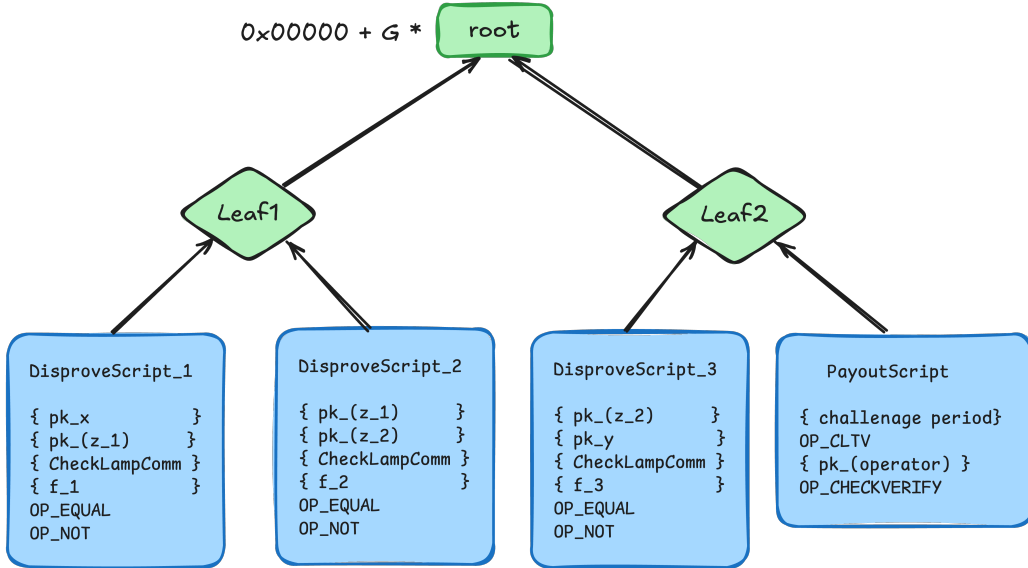 0x00000 + G * root
Leaf1
Leaf2
DisproveScript_1
{ pk_x }
{ pk_(z_1) }
{ CheckLampComm }
{ f_1 }
OP_EQUAL
OP_NOT
DisproveScript_2
{ pk_(z_1) }
{ pk_(z_2) }
{ CheckLampComm }
{ f_2 }
OP_EQUAL
OP_NOT
DisproveScript_3
{ pk_(z_2) }
{ pk_y }
{ CheckLampComm }
{ f_3 }
OP_EQUAL
OP_NOT
PayoutScript
{ challenage period}
OP_CLTV
{ pk_(operator) }
OP_CHECKVERIFY